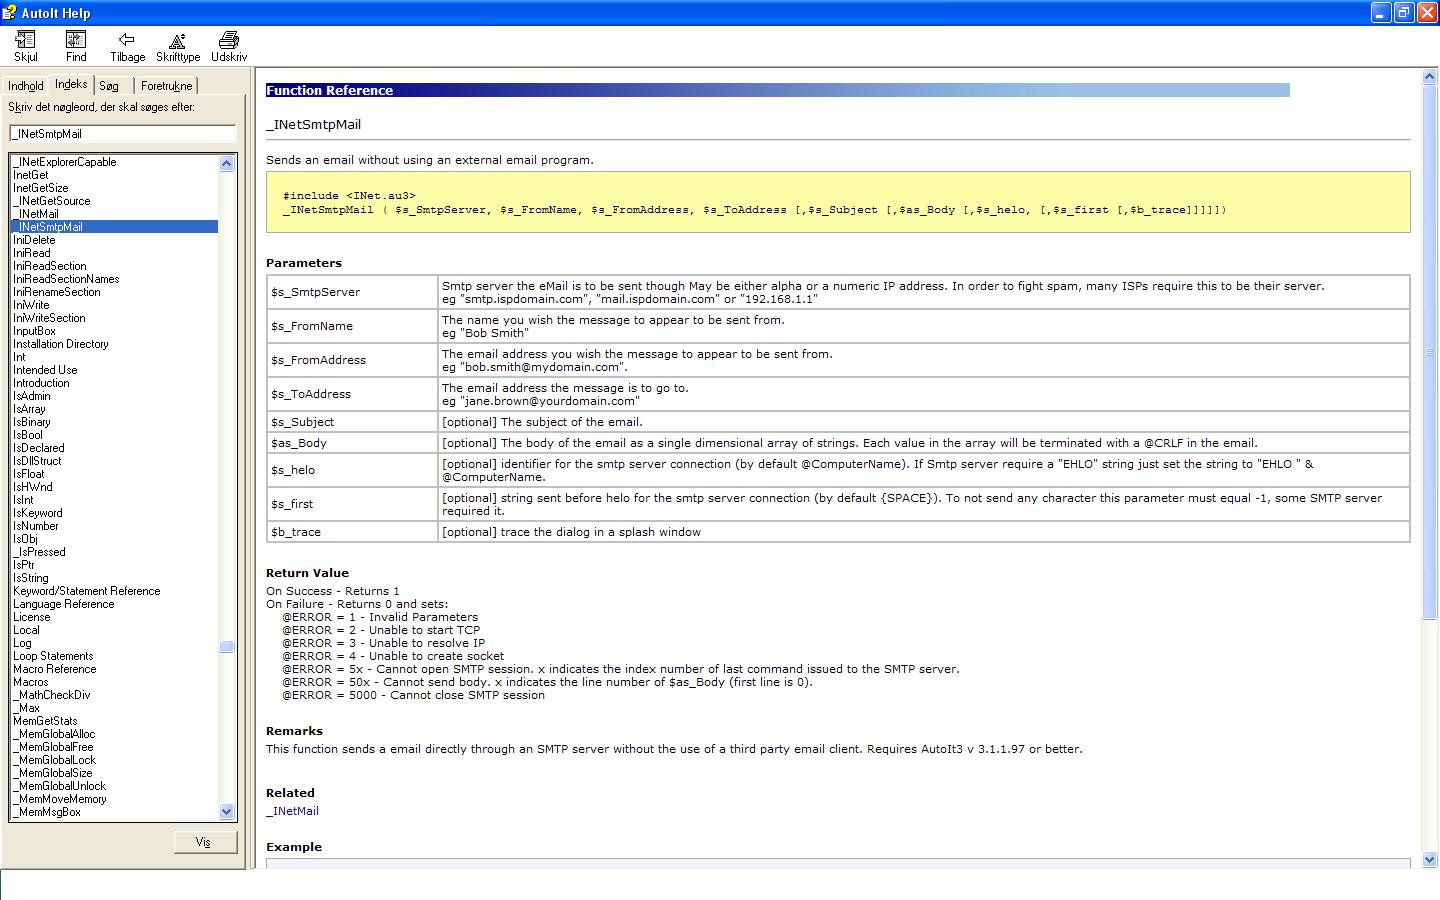 AutoIt Help
Skjul Find Tilbage Skrifttype Udskriv
Indhold Indeks Søg Foretrukne
Skriv det nøgleord, der skal søges efter:
_INetSmtpMail
_INetExplorerCapable
InetGet
InetGetSize
_INetGetSource
_INetMail
_INetSmtpMail
IniDelete
IniRead
IniReadSection
IniReadSectionNames
IniRenameSection
IniWrite
IniWriteSection
InputBox
Installation Directory
Int
Intended Use
Introduction
IsAdmin
IsArray
IsBinary
IsBool
IsDeclared
IsDllStruct
IsFloat
IsHWnd
IsInt
IsKeyword
IsNumber
IsObj
_IsPressed
IsPtr
IsString
Keyword/Statement Reference
Language Reference
License
Local
Log
Loop Statements
Macro Reference
Macros
_MathCheckDiv
_Max
MemGetStats
_MemGlobalAlloc
_MemGlobalFree
_MemGlobalLock
_MemGlobalSize
_MemGlobalUnlock
_MemMoveMemory
_MemMsgBox
Vis
Function Reference
_INetSmtpMail
Sends an email without using an external email program.
#include <INet.au3>
_INetSmtpMail ( $s_SmtpServer, $s_FromName, $s_FromAddress, $s_ToAddress [,$s_Subject [,$as_Body [,$s_helo, [,$s_first [,$b_trace]]]]])
Parameters
$s_SmtpServer
Smtp server the eMail is to be sent though May be either alpha or a numeric IP address. In order to fight spam, many ISPs require this to be their server.
eg "smtp.ispdomain.com", "mail.ispdomain.com" or "192.168.1.1"
$s_FromName
The name you wish the message to appear to be sent from.
eg "Bob Smith"
$s_FromAddress
The email address you wish the message to appear to be sent from.
eg "bob.smith@mydomain.com".
$s_ToAddress
The email address the message is to go to.
eg "jane.brown@yourdomain.com"
$s_Subject
[optional] The subject of the email.
$as_Body
[optional] The body of the email as a single dimensional array of strings. Each value in the array will be terminated with a @CRLF in the email.
$s_helo
[optional] identifier for the smtp server connection (by default @ComputerName). If Smtp server require a "EHLO" string just set the string to "EHLO " &
@ComputerName.
$s_first
[optional] string sent before helo for the smtp server connection (by default {SPACE}). To not send any character this parameter must equal -1, some SMTP server
required it.
$b_trace
[optional] trace the dialog in a splash window
Return Value
On Success - Returns 1
On Failure - Returns 0 and sets:
@ERROR = 1 - Invalid Parameters
@ERROR = 2 - Unable to start TCP
@ERROR = 3 - Unable to resolve IP
@ERROR = 4 - Unable to create socket
@ERROR = 5x - Cannot open SMTP session. x indicates the index number of last command issued to the SMTP server.
@ERROR = 50x - Cannot send body. x indicates the line number of $as_Body (first line is 0).
@ERROR = 5000 - Cannot close SMTP session
Remarks
This function sends a email directly through an SMTP server without the use of a third party email client. Requires AutoIt3 v 3.1.1.97 or better.
Related
_INetMail
Example